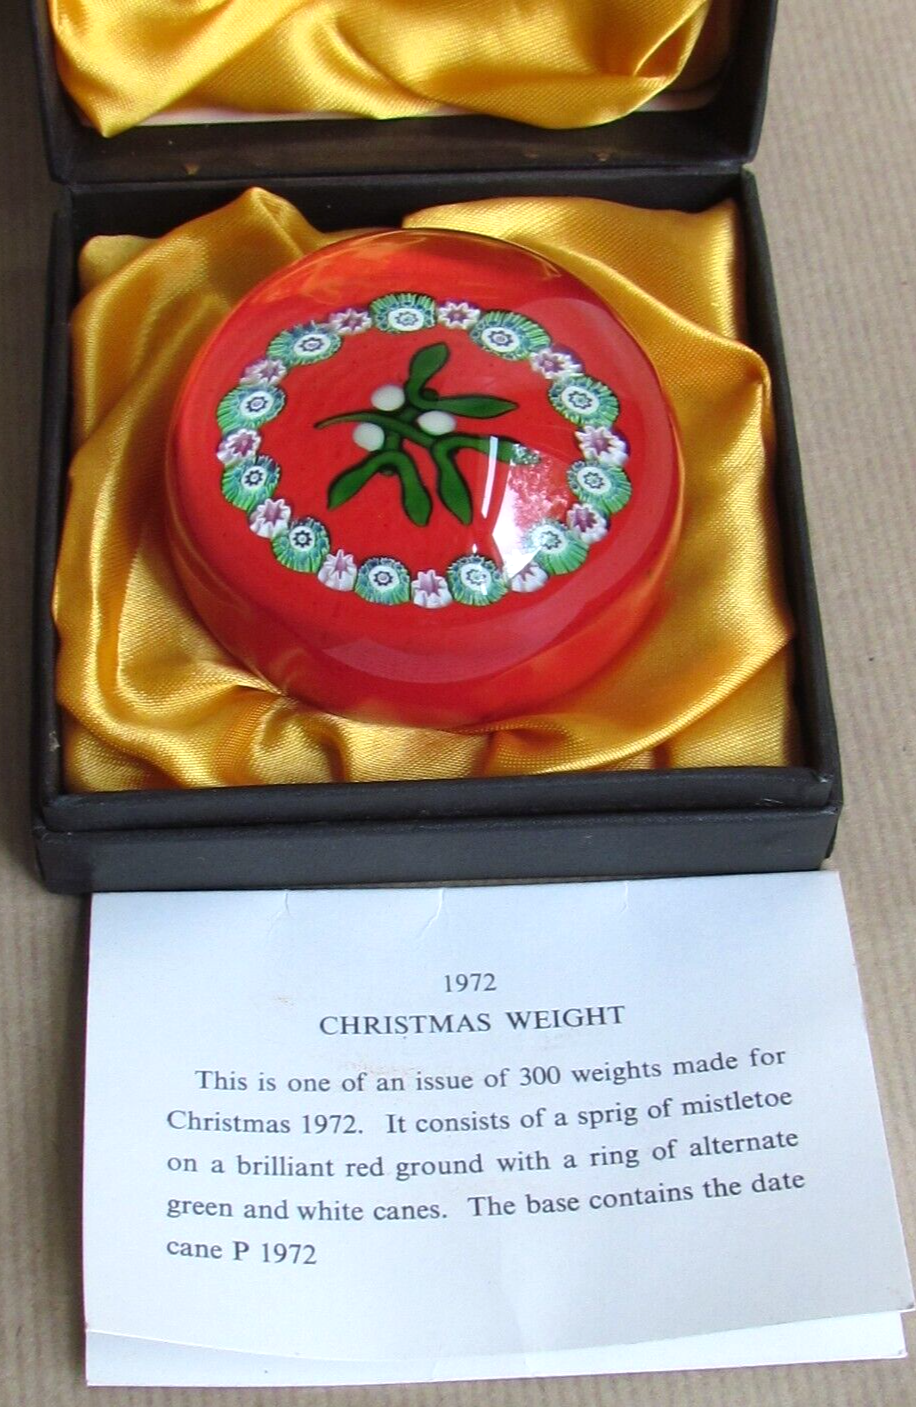 1972
CHRISTMAS WEIGHT
This is one of an issue of 300 weights made for
Christmas 1972. It consists of a sprig of mistletoe
on a brilliant red ground with a ring of alternate
green and white canes. The base contains the date
cane P 1972